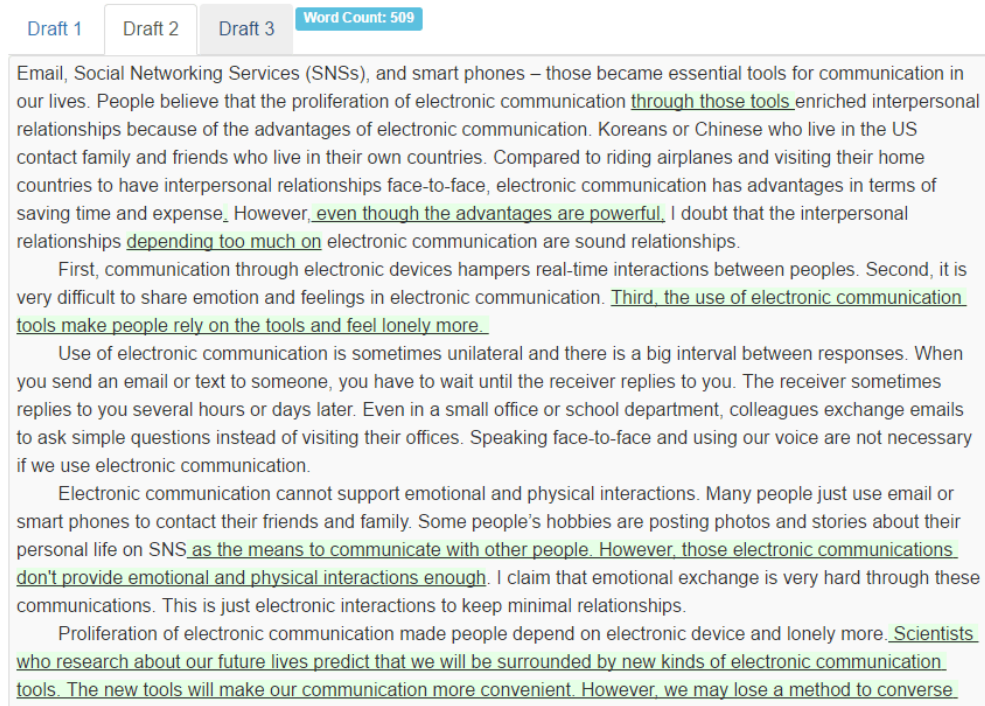 Draft 1 Draft 2 Draft 3 Word Count: 509
Email, Social Networking Services (SNSs), and smart phones – those became essential tools for communication in
our lives. People believe that the proliferation of electronic communication through those tools enriched interpersonal
relationships because of the advantages of electronic communication. Koreans or Chinese who live in the US
contact family and friends who live in their own countries. Compared to riding airplanes and visiting their home
countries to have interpersonal relationships face-to-face, electronic communication has advantages in terms of
saving time and expense. However, even though the advantages are powerful, I doubt that the interpersonal
relationships depending too much on electronic communication are sound relationships.
First, communication through electronic devices hampers real-time interactions between peoples. Second, it is
very difficult to share emotion and feelings in electronic communication. Third, the use of electronic communication
tools make people rely on the tools and feel lonely more.
Use of electronic communication is sometimes unilateral and there is a big interval between responses. When
you send an email or text to someone, you have to wait until the receiver replies to you. The receiver sometimes
replies to you several hours or days later. Even in a small office or school department, colleagues exchange emails
to ask simple questions instead of visiting their offices. Speaking face-to-face and using our voice are not necessary
if we use electronic communication.
Electronic communication cannot support emotional and physical interactions. Many people just use email or
smart phones to contact their friends and family. Some people's hobbies are posting photos and stories about their
personal life on SNS as the means to communicate with other people. However, those electronic communications
don't provide emotional and physical interactions enough. I claim that emotional exchange is very hard through these
communications. This is just electronic interactions to keep minimal relationships.
Proliferation of electronic communication made people depend on electronic device and lonely more. Scientists
who research about our future lives predict that we will be surrounded by new kinds of electronic communication
tools. The new tools will make our communication more convenient. However, we may lose a method to converse